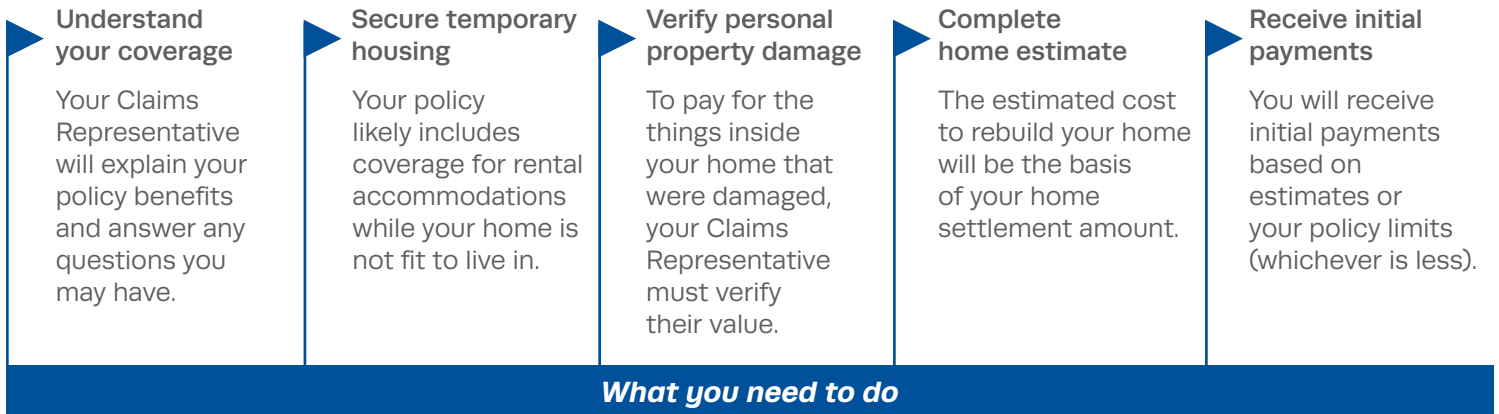 Understand
your coverage
Your Claims
Representative
will explain your
policy benefits
and answer any
questions you
may have.
Secure temporary
housing
Your policy
likely includes
coverage for rental
accommodations
while your home is
not fit to live in.
Verify personal
property damage
To pay for the
things inside
your home that
were damaged,
your Claims
Representative
must verify
their value.
Complete
home estimate
The estimated cost
to rebuild your home
will be the basis
of your home
settlement amount.
Receive initial
payments
You will receive
initial payments
based on
estimates or
your policy limits
(whichever is less).
What you need to do